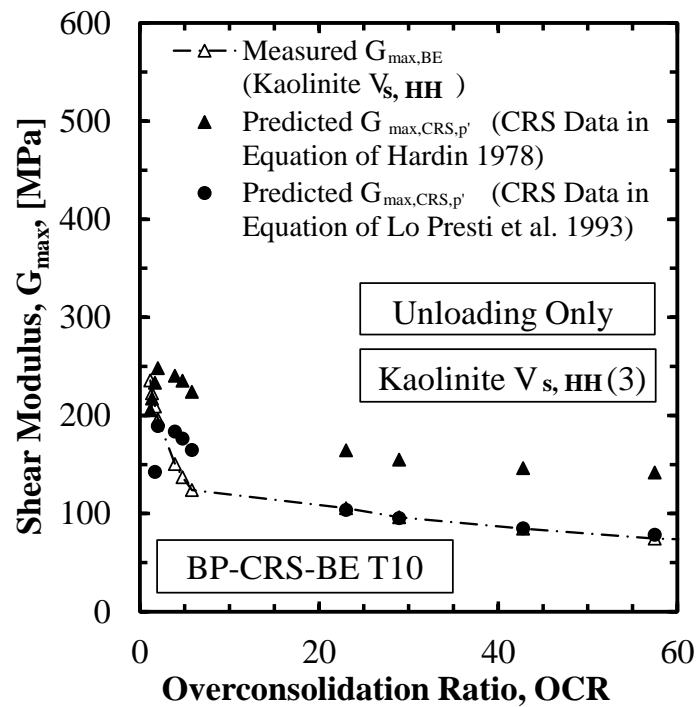 600
500
400
300
200
100
0
Shear Modulus, Gmax, [MPa]
Measured Gmax,BE
(Kaolinite Vs, HH )
Predicted G max,CRS,p' (CRS Data in
Equation of Hardin 1978)
Predicted Gmax,CRS,p' (CRS Data in
Equation of Lo Presti et al. 1993)
Unloading Only
Kaolinite V s, HH (3)
BP-CRS-BE T10
0 20 40 60
Overconsolidation Ratio, OCR